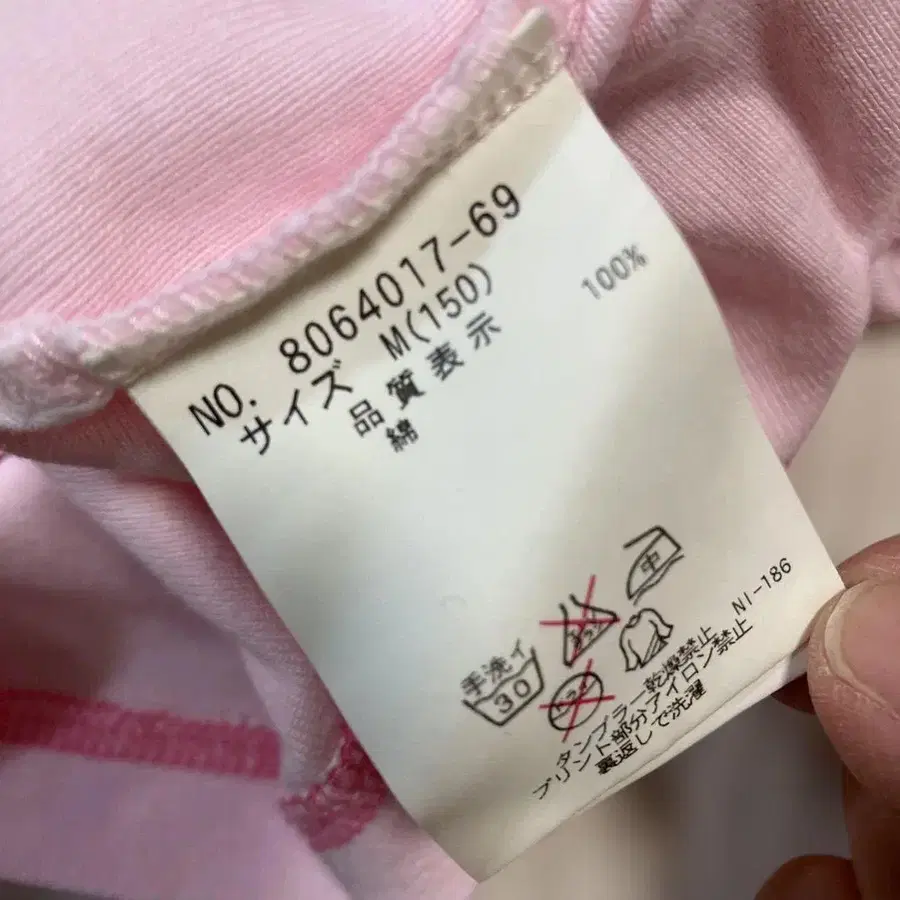 NO. 8064017-69
サイズ M(150)
品質表示
綿 100%
手洗イ
30
中
NI-186
タンブラー乾燥禁止
プリント部分アイロン禁止
裏返しで洗濯